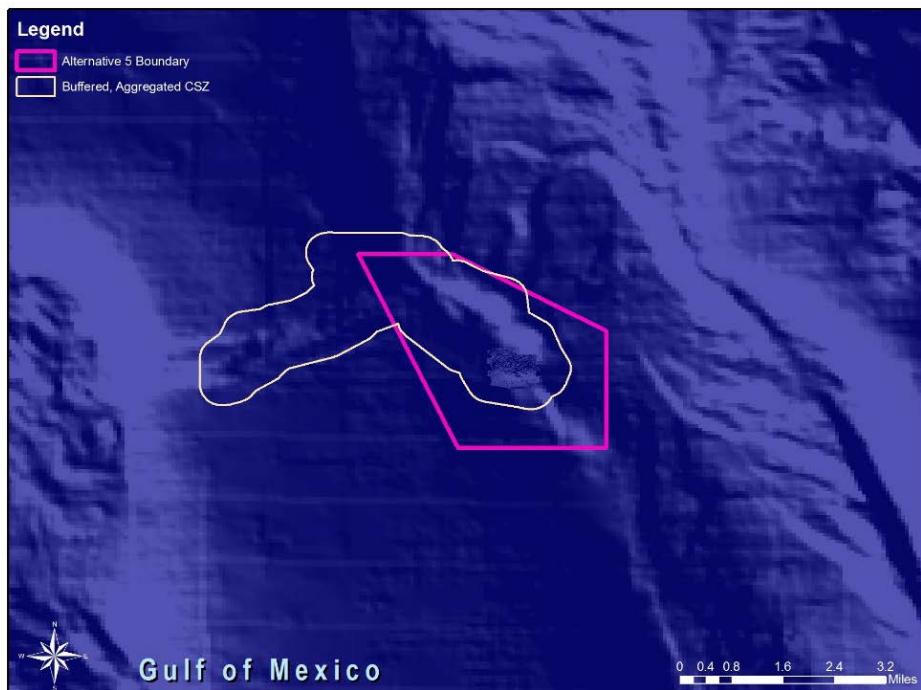 Legend
Alternative 5 Boundary
Buffered, Aggregated CSZ
N
W
S
Gulf of Mexico
0 0.4 0.8 1.6 2.4 3.2
Miles